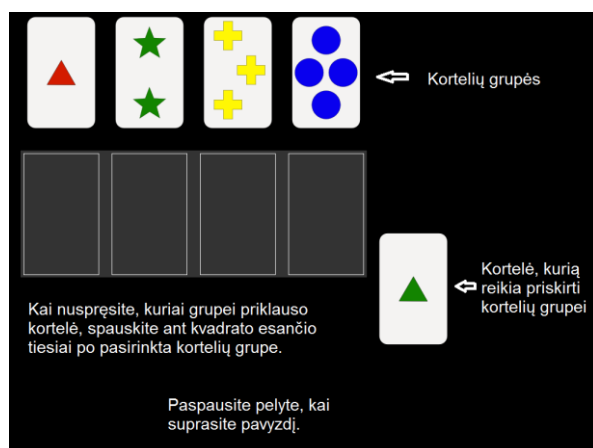 Kortelių grupės
Kortelė, kurią
reikia priskirti
kortelių grupei
Kai nuspręsite, kuriai grupei priklauso
kortelė, spauskite ant kvadrato esančio
tiesiai po pasirinkta kortelių grupe.
Paspausite pelyte, kai
suprasite pavyzdį.